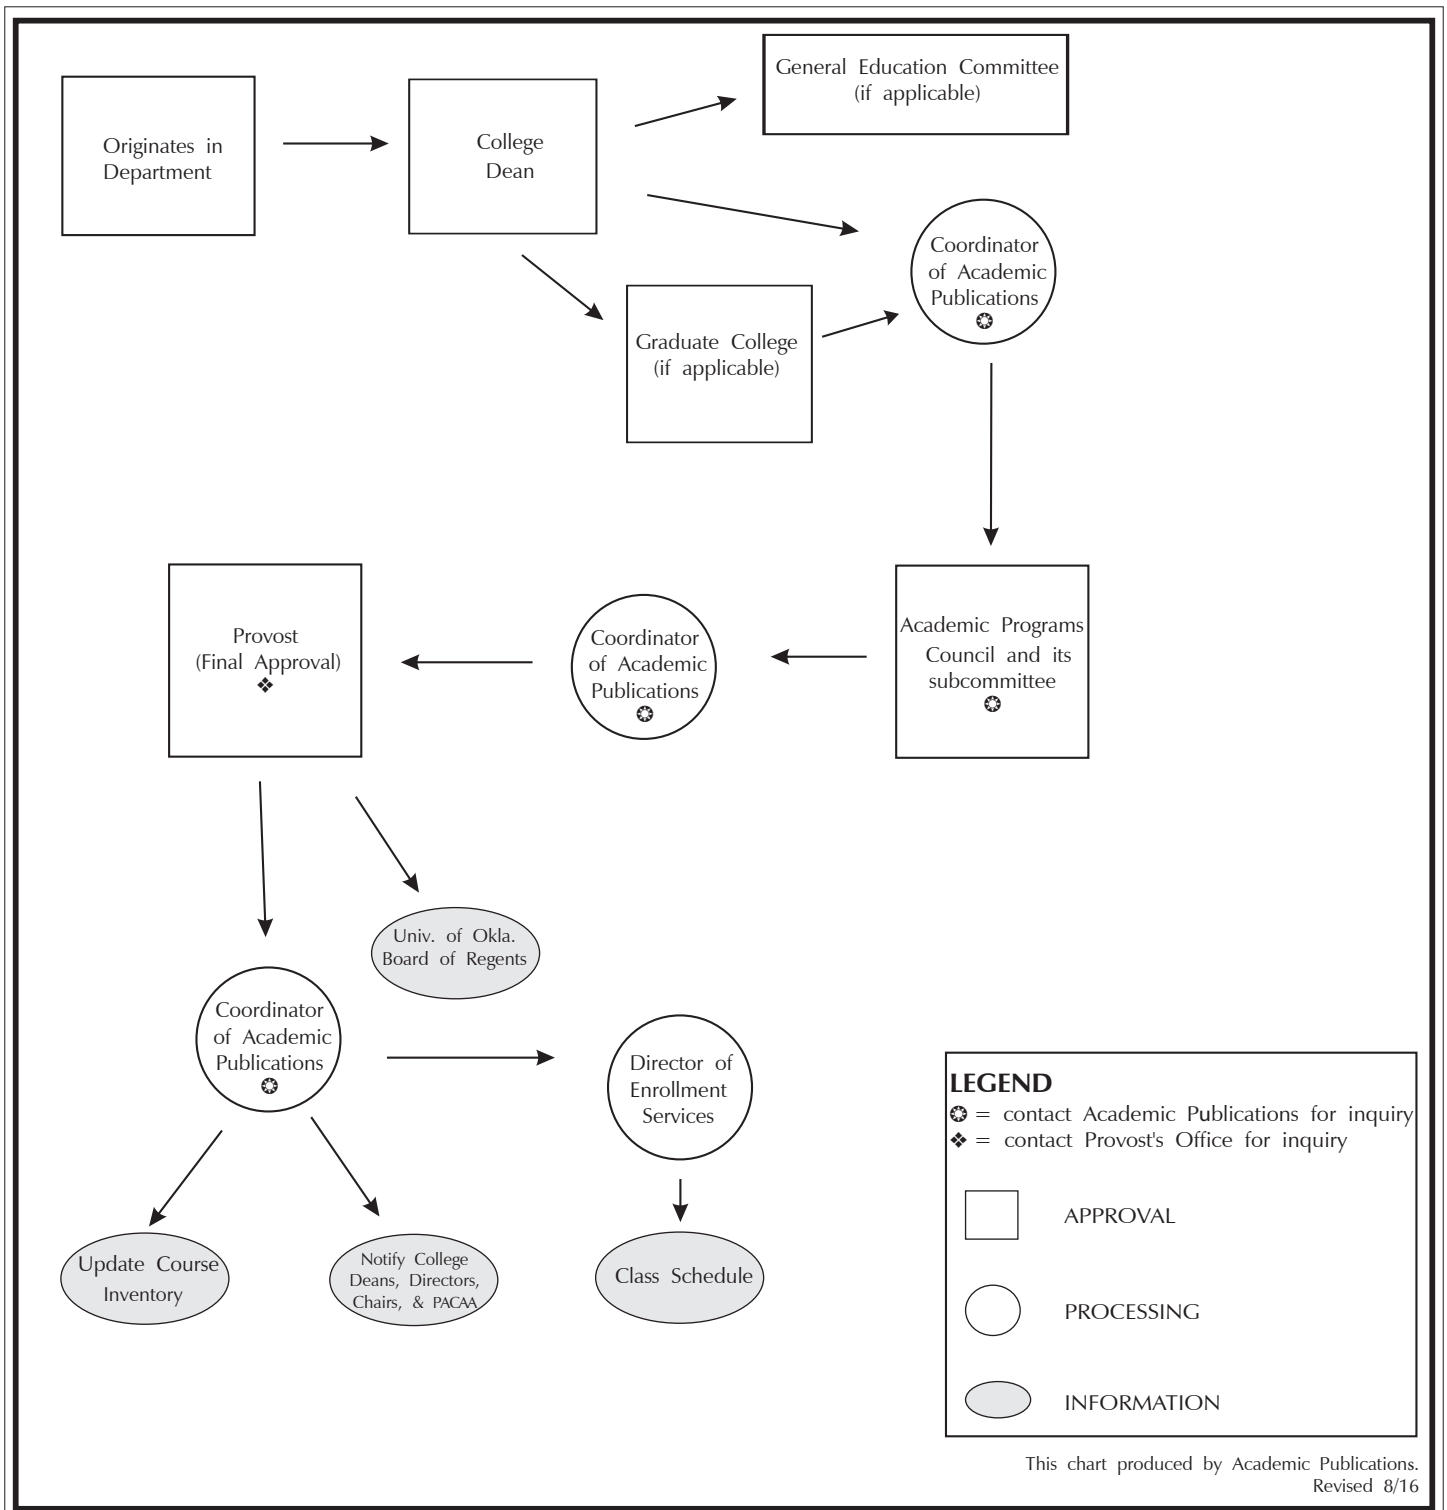 Originates in
Department
College
Dean
General Education Committee
(if applicable)
Coordinator
of Academic
Publications
❂
Graduate College
(if applicable)
Academic Programs
Council and its
subcommittee
❂
Coordinator
of Academic
Publications
❂
Provost
(Final Approval)
❖
Univ. of Okla.
Board of Regents
Coordinator
of Academic
Publications
❂
Director of
Enrollment
Services
Update Course
Inventory
Notify College
Deans, Directors,
Chairs, & PACAA
Class Schedule
LEGEND
❂ = contact Academic Publications for inquiry
❖ = contact Provost's Office for inquiry
APPROVAL
PROCESSING
INFORMATION
This chart produced by Academic Publications.
Revised 8/16